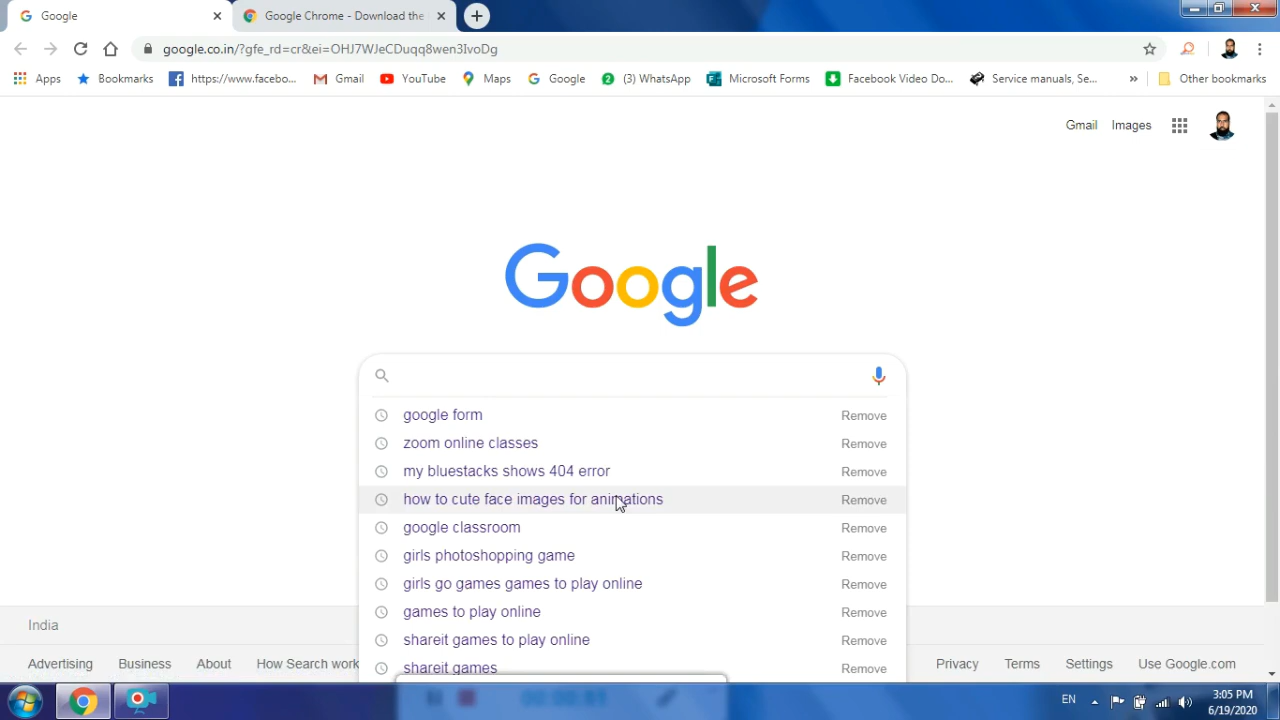 Google
Google Chrome - Download the
google.co.in/?gfe_rd=cr&ei=OHJ7WJeCDuqq8wen3IvoDg
Apps
Bookmarks
https://www.facebo...
Gmail
YouTube
Maps
Google
(3) WhatsApp
Microsoft Forms
Facebook Video Do...
Service manuals, Se...
»
Other bookmarks
Gmail
Images
Google
google form Remove
zoom online classes Remove
my bluestacks shows 404 error Remove
how to cute face images for animations Remove
google classroom Remove
girls photoshopping game Remove
girls go games games to play online Remove
games to play online Remove
shareit games to play online Remove
shareit games Remove
India
Advertising
Business
About
How Search work
Privacy
Terms
Settings
Use Google.com
EN
3:05 PM
6/19/2020